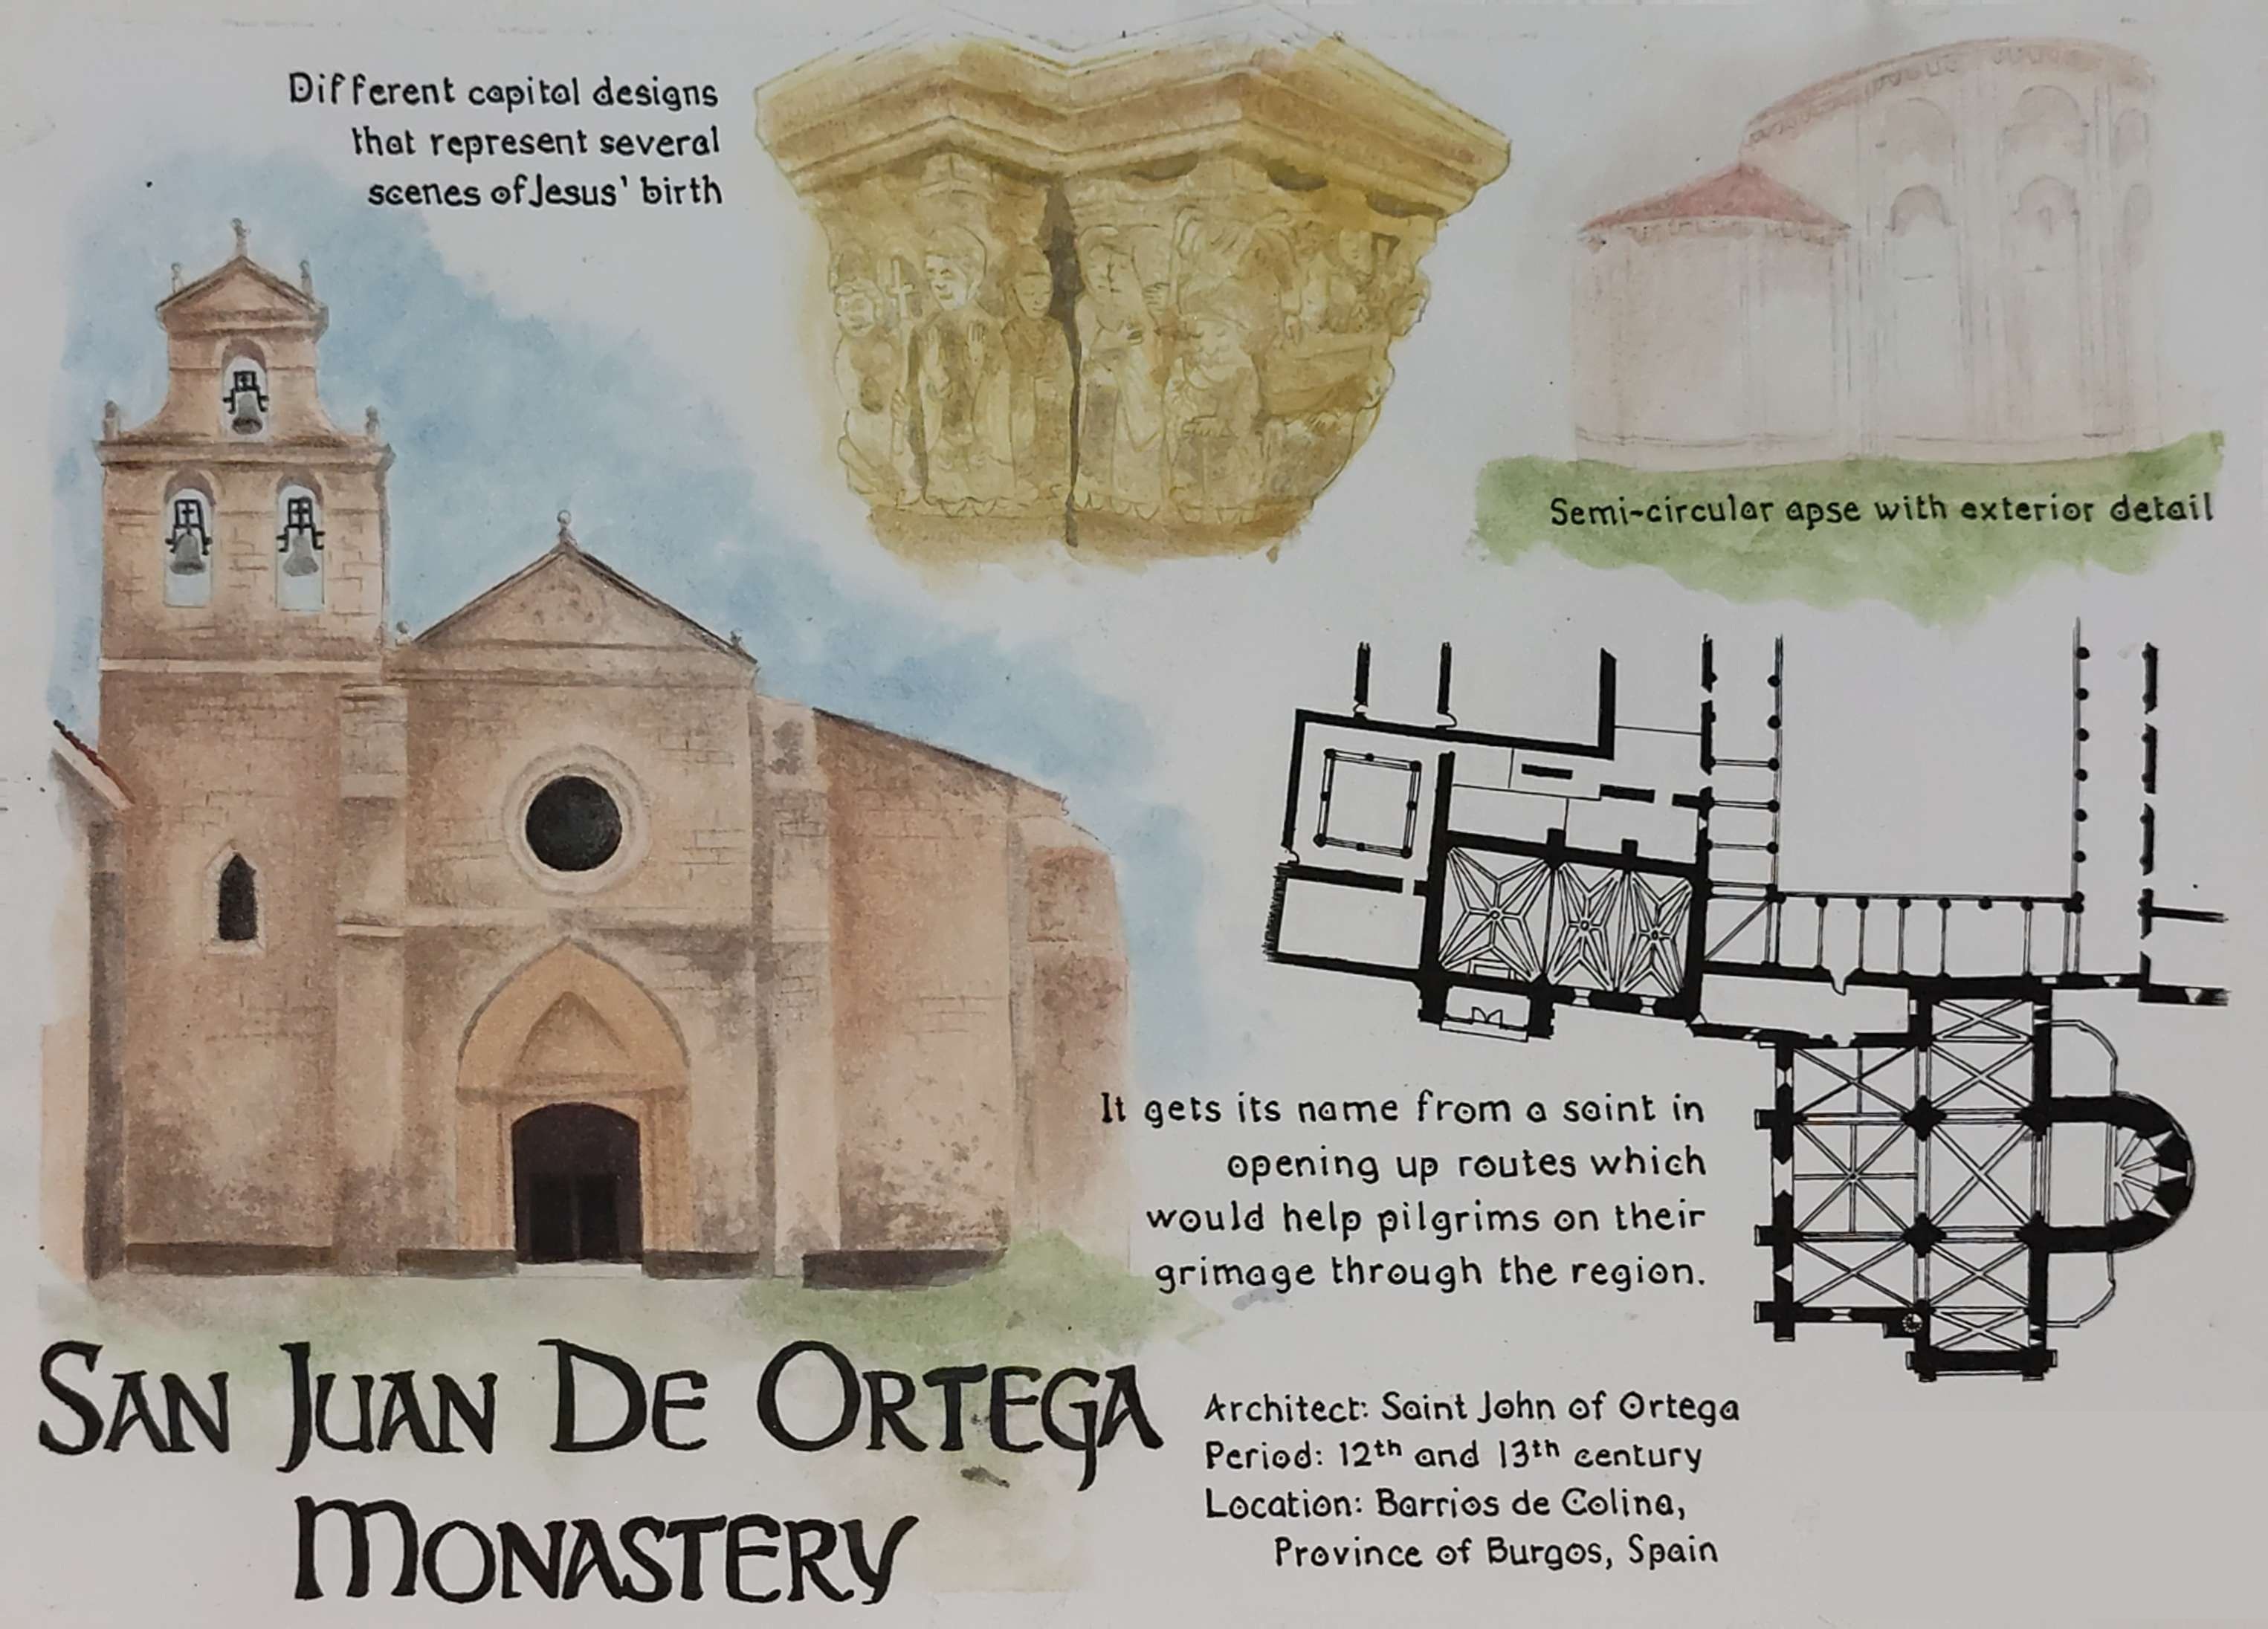 Different capital designs
that represent several
scenes of Jesus' birth
Semi-circular apse with exterior detail
It gets its name from a saint in
opening up routes which
would help pilgrims on their
grimage through the region.
SAN JUAN DE ORTEGA
MONASTERY
Architect: Saint John of Ortega
Period: 12th and 13th century
Location: Barrios de Colina,
Province of Burgos, Spain